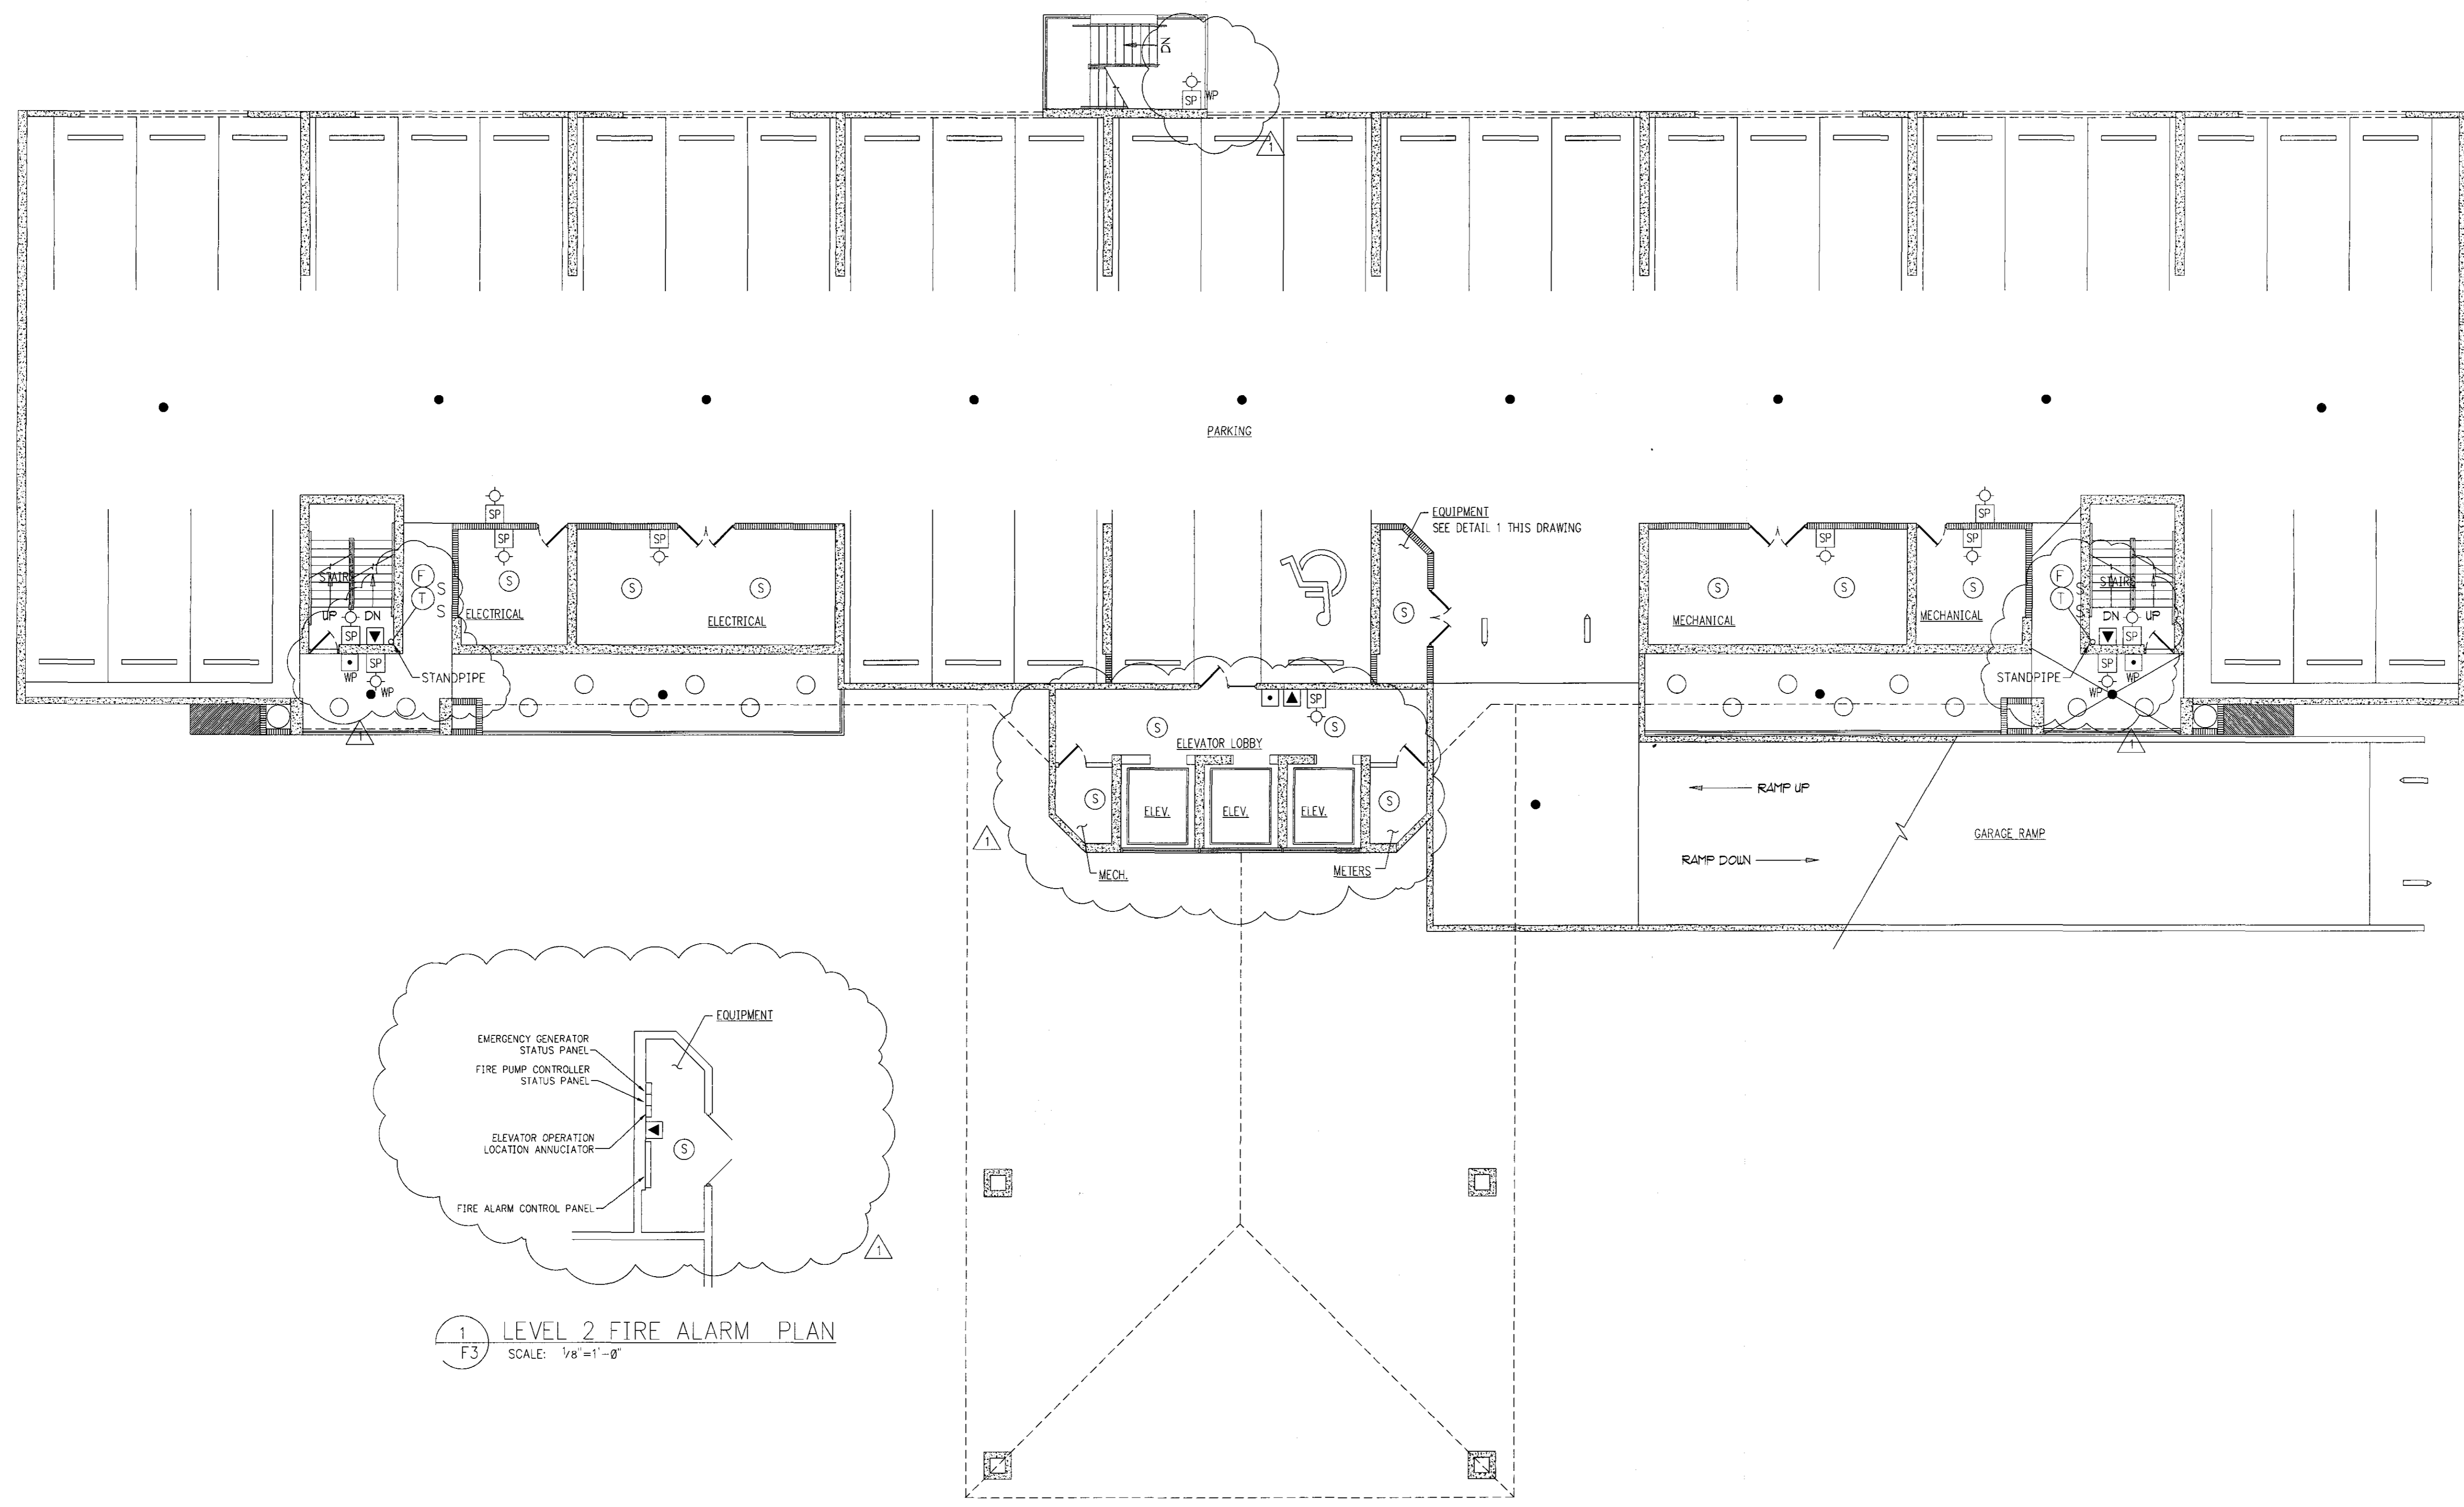 DN
SP WP
1
PARKING
EQUIPMENT
SEE DETAIL 1 THIS DRAWING
SP
SP
SP
SP
SP
SP
STAIRS
F S
T S
S
ELECTRICAL
S
S
ELECTRICAL
S
S
S
MECHANICAL
S
MECHANICAL
F S
T S
STAIRS
UP
DN
SP
SP
WP
WP
STANDPIPE
DN
UP
SP
SP
WP
WP
STANDPIPE
1
SP
S
S
ELEVATOR LOBBY
1
S
ELEV.
ELEV.
ELEV.
S
MECH.
METERS
1
RAMP UP
GARAGE RAMP
RAMP DOWN
EQUIPMENT
EMERGENCY GENERATOR
STATUS PANEL
FIRE PUMP CONTROLLER
STATUS PANEL
ELEVATOR OPERATION
LOCATION ANNUCIATOR
S
FIRE ALARM CONTROL PANEL
1
1
F3
LEVEL 2 FIRE ALARM PLAN
SCALE: 1/8"=1'-0"